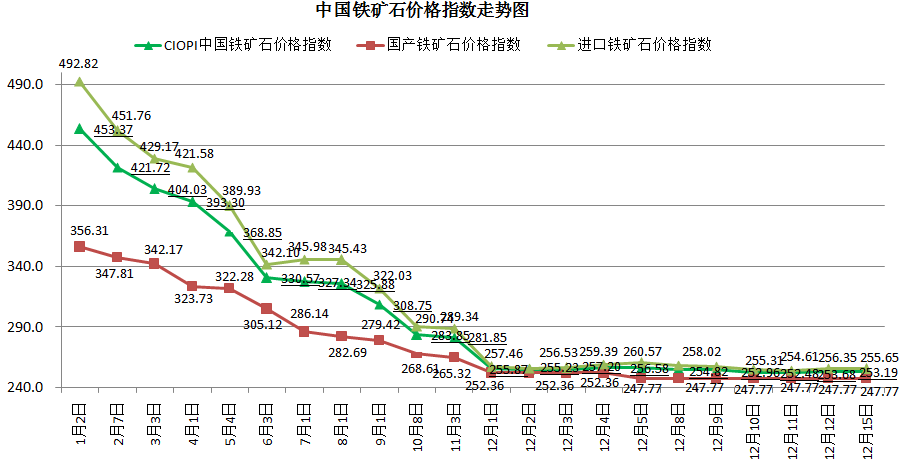 中国铁矿石价格指数走势图
CIOPI中国铁矿石价格指数 国产铁矿石价格指数 进口铁矿石价格指数
490.0
440.0
390.0
340.0
290.0
240.0
492.82
451.76
429.17
421.58
389.93
342.10
345.98
345.43
322.03
290.74
289.34
257.46
256.53
259.39
260.57
258.02
255.31
254.61
256.35
255.65
453.37
421.72
404.03
393.30
368.85
330.57
327.34
325.88
308.75
283.85
281.85
255.87
255.23
257.20
256.58
254.82
252.96
252.48
253.68
253.19
356.31
347.81
342.17
323.73
322.28
305.12
286.14
282.69
279.42
268.61
265.32
252.36
252.36
252.36
247.77
247.77
247.77
247.77
247.77
247.77
1月2日
2月7日
3月3日
4月1日
5月4日
6月3日
7月1日
8月1日
9月1日
10月8日
11月3日
12月1日
12月2日
12月3日
12月4日
12月5日
12月8日
12月9日
12月10日
12月11日
12月12日
12月15日